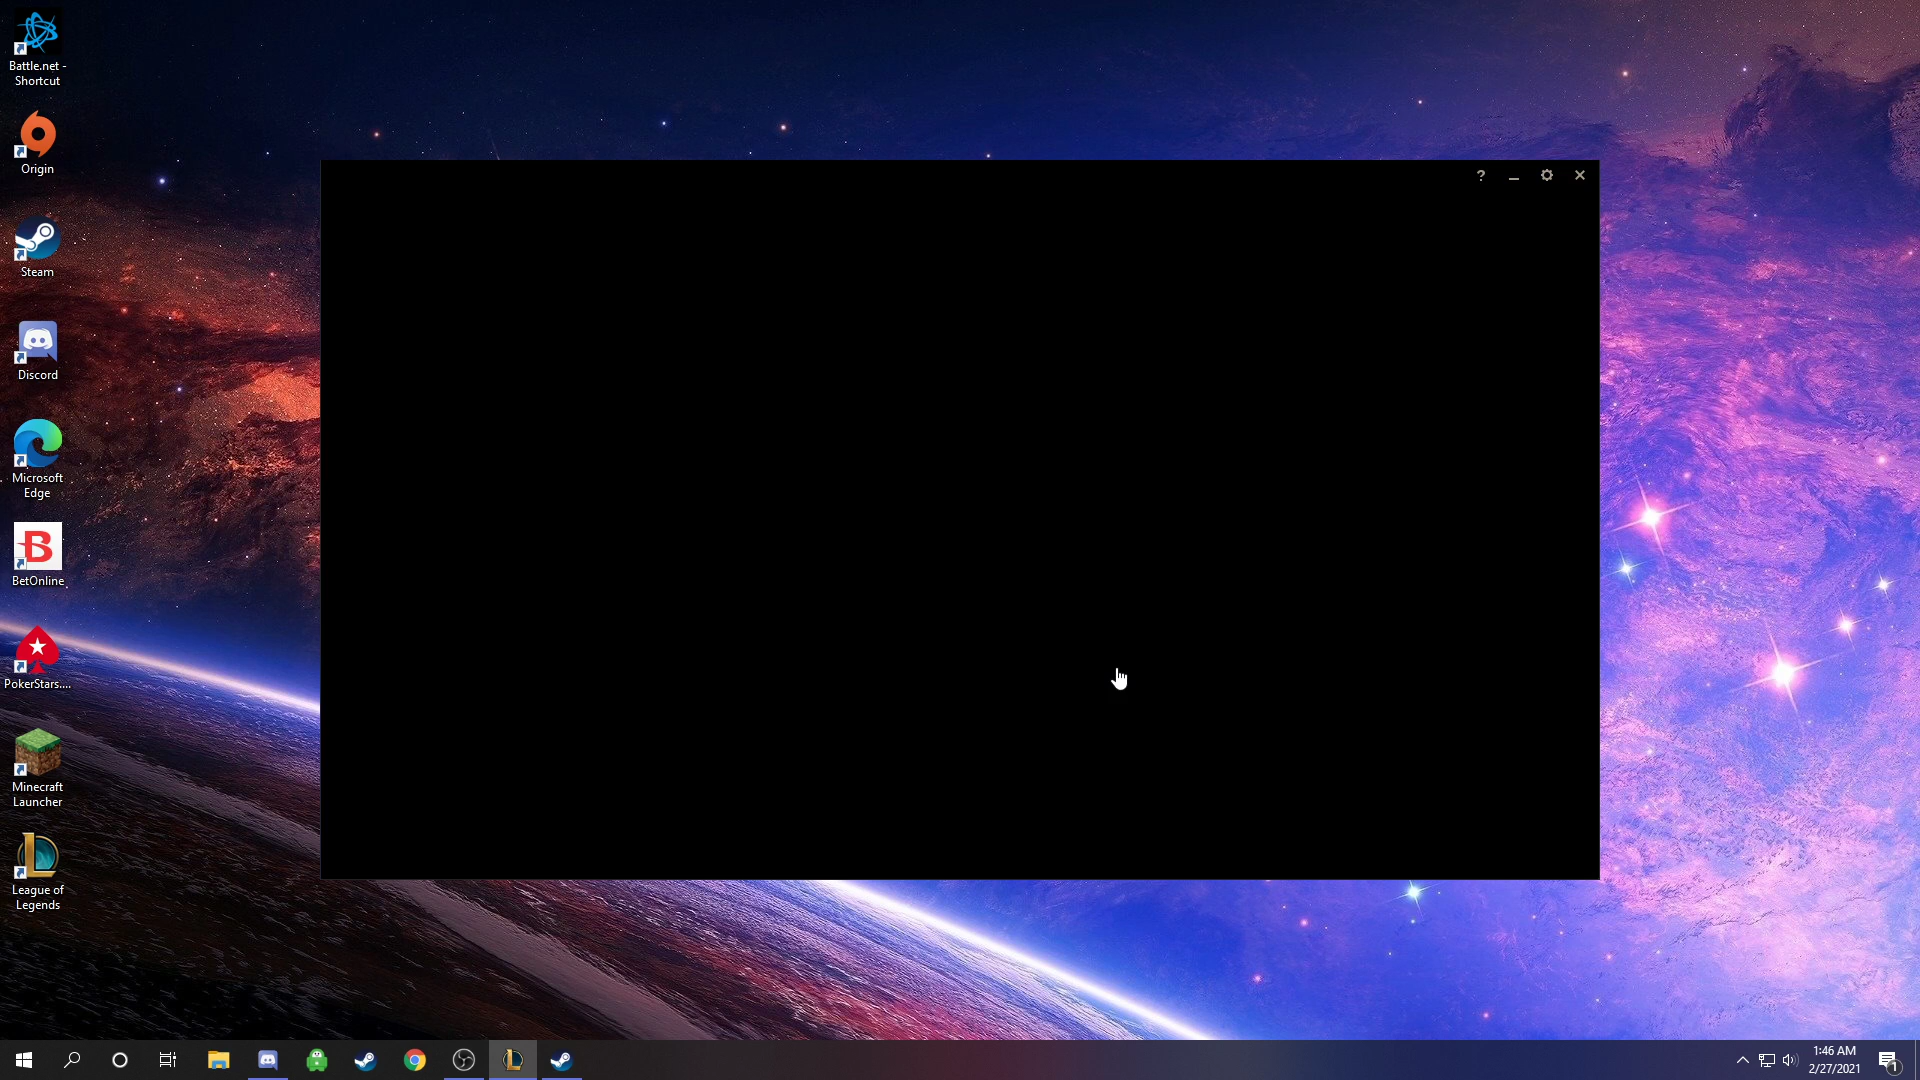 Battle.net -
Shortcut
Origin
Steam
Discord
Microsoft
Edge
BetOnline
PokerStars....
Minecraft
Launcher
League of
Legends
?
1:46 AM
2/27/2021
1